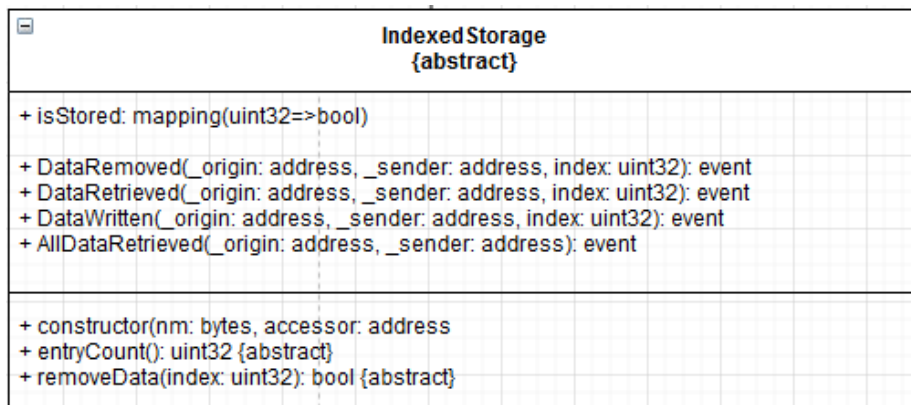 IndexedStorage
{abstract}
+ isStored: mapping(uint32=>bool)
+ DataRemoved(_origin: address, _sender: address, index: uint32): event
+ DataRetrieved(_origin: address, _sender: address, index: uint32): event
+ DataWritten(_origin: address, _sender: address, index: uint32): event
+ AllDataRetrieved(_origin: address, _sender: address): event
+ constructor(nm: bytes, accessor: address
+ entryCount(): uint32 {abstract}
+ removeData(index: uint32): bool {abstract}